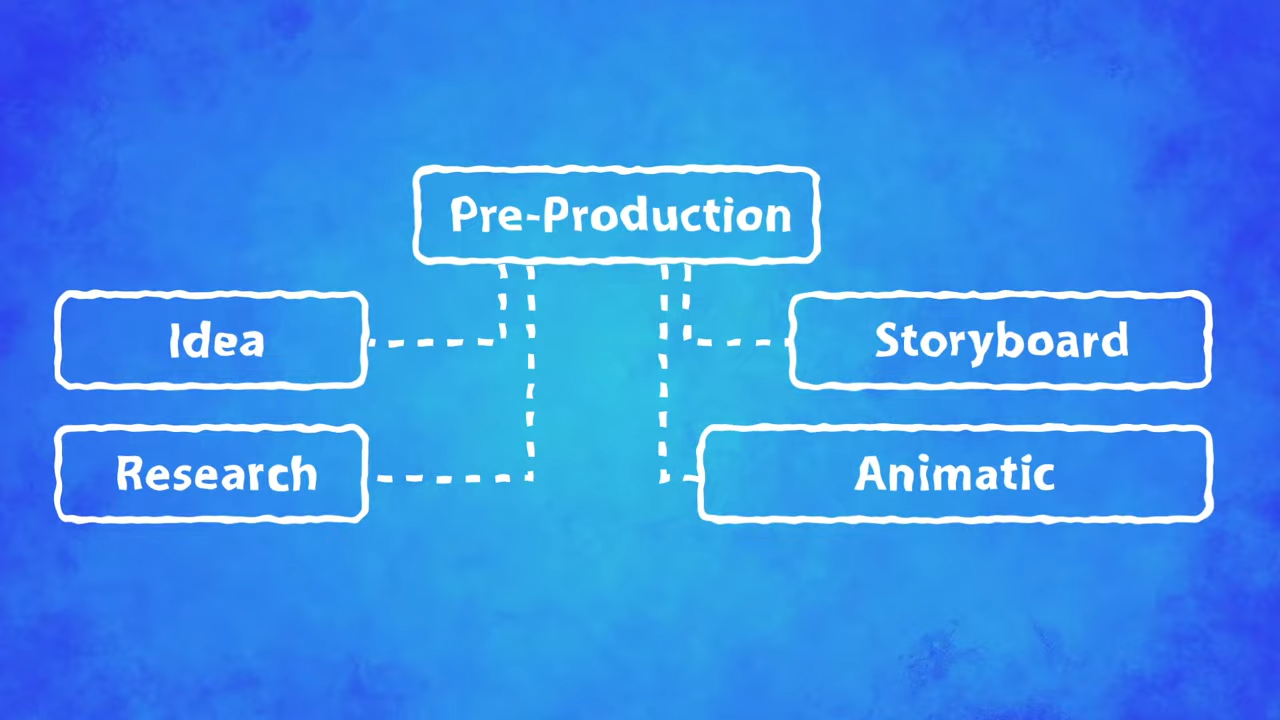 Pre-Production
Idea
Storyboard
Research
Animatic